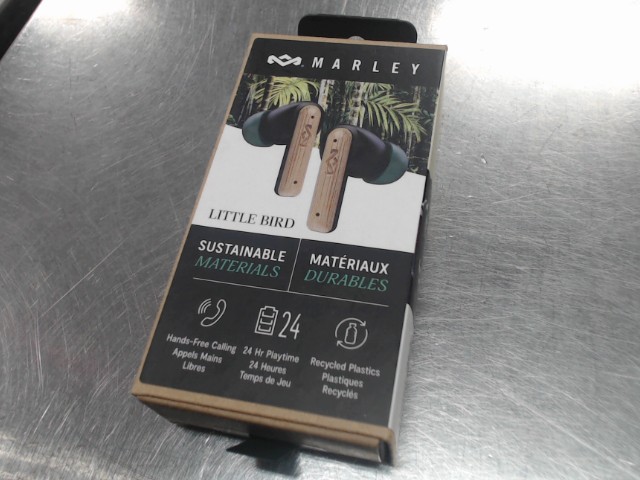 MARLEY
LITTLE BIRD
SUSTAINABLE
MATERIALS
MATÉRIAUX
DURABLES
Hands-Free Calling
Appels Mains
Libres
24
24 Hr Playtime
24 Heures
Temps de Jeu
Recycled Plastics
Plastiques
Recyclés